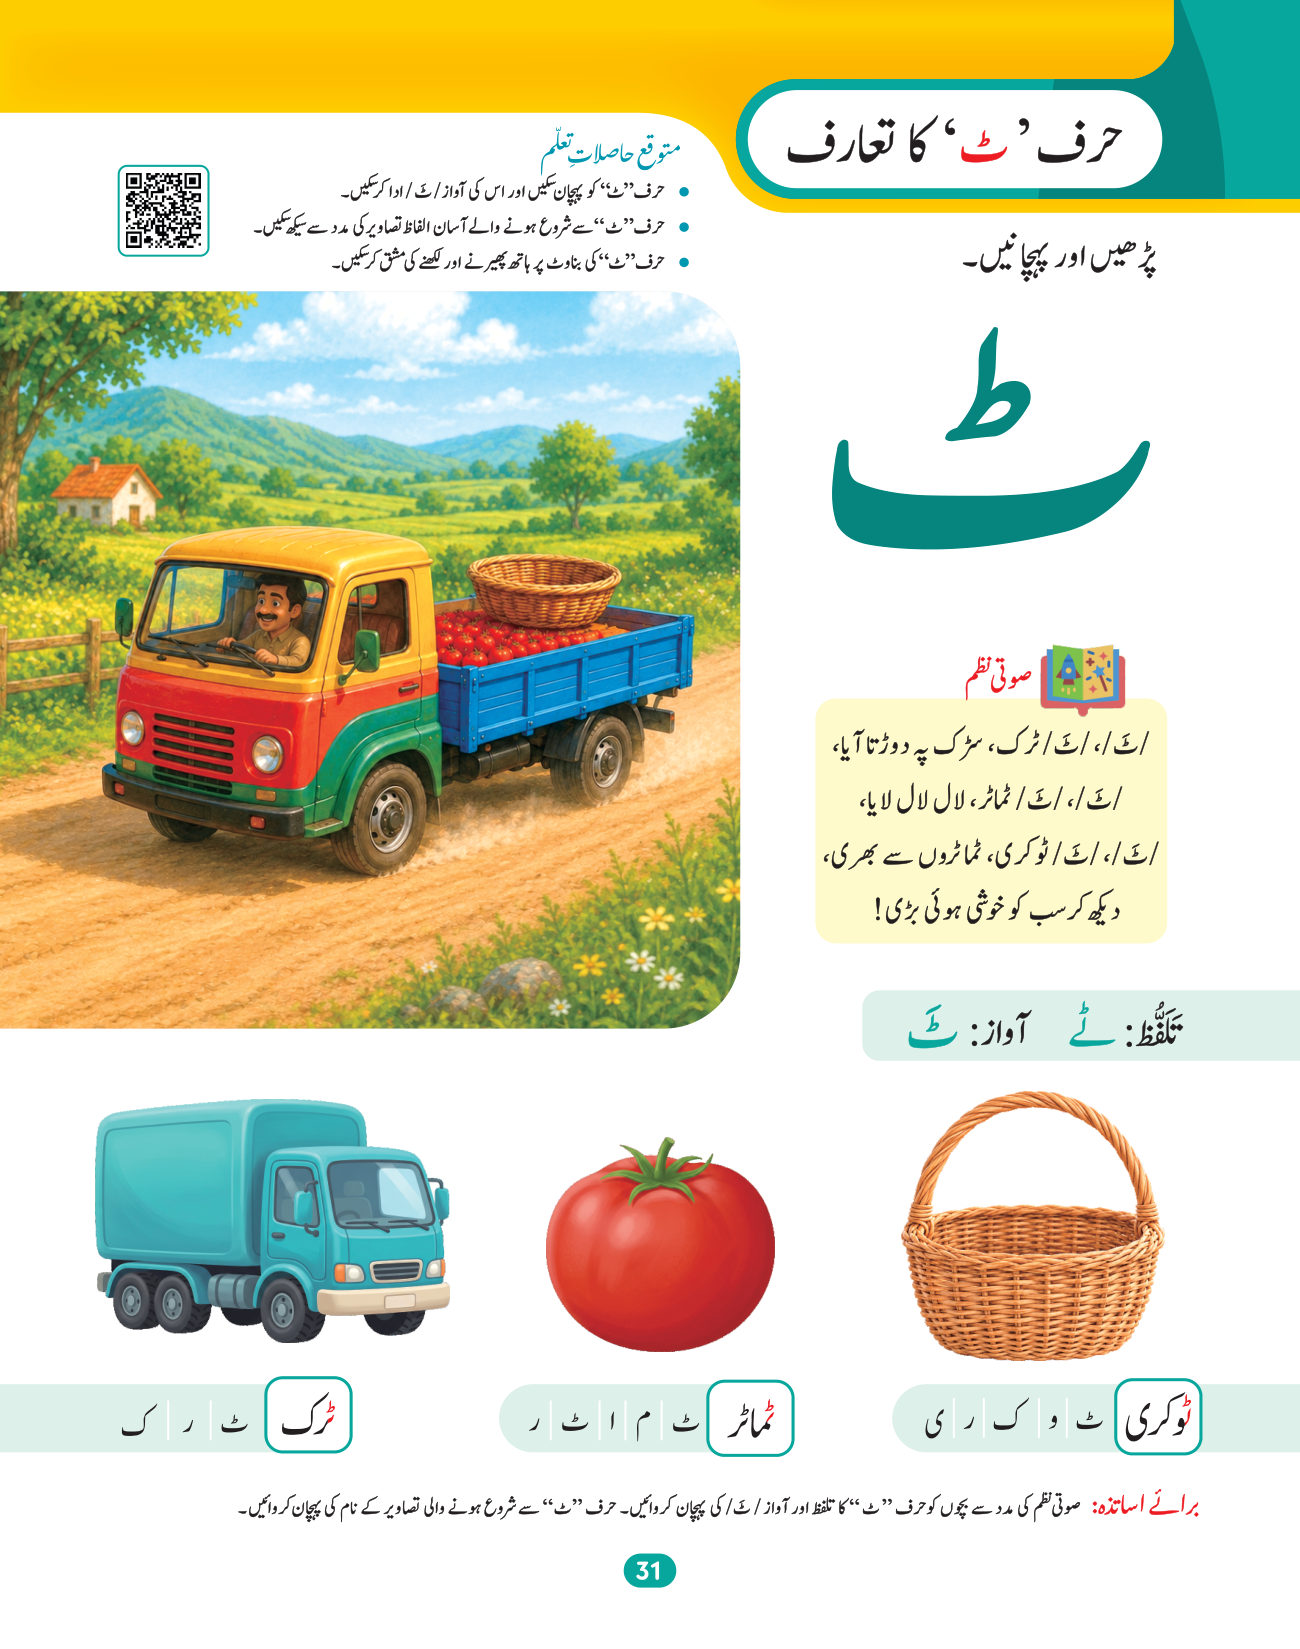 حرف ’ٹ‘ کا تعارف
متوقع حاصلاتِ تعلّم
حرف ”ٹ“ کو پہچان سکیں اور اس کی آواز /ٹَ/ ادا کرسکیں۔
حرف ”ٹ“ سے شروع ہونے والے آسان الفاظ تصاویر کی مدد سے سیکھ سکیں۔
حرف ”ٹ“ کی بناوٹ پر ہاتھ پھیرنے اور لکھنے کی مشق کرسکیں۔
پڑھیں اور پہچانیں۔
ٹ
صوتی نظم
/ٹَ/، /ٹَ/ ٹرک، سڑک پہ دوڑتا آیا،
/ٹَ/، /ٹَ/ ٹماٹر، لال لال لایا،
/ٹَ/، /ٹَ/ ٹوکری، ٹماٹروں سے بھری،
دیکھ کر سب کو خوشی ہوئی بڑی!
تَلَفُّظ: ٹے آواز: ٹَ
ٹوکری ٹ و ک ر ی
ٹماٹر ٹ م ا ٹ ر
ٹرک ٹ ر ک
برائے اساتذہ: صوتی نظم کی مدد سے بچوں کو حرف ”ٹ“ کا تلفظ اور آواز /ٹَ/ کی پہچان کروائیں۔ حرف ”ٹ“ سے شروع ہونے والی تصاویر کے نام کی پہچان کروائیں۔
31